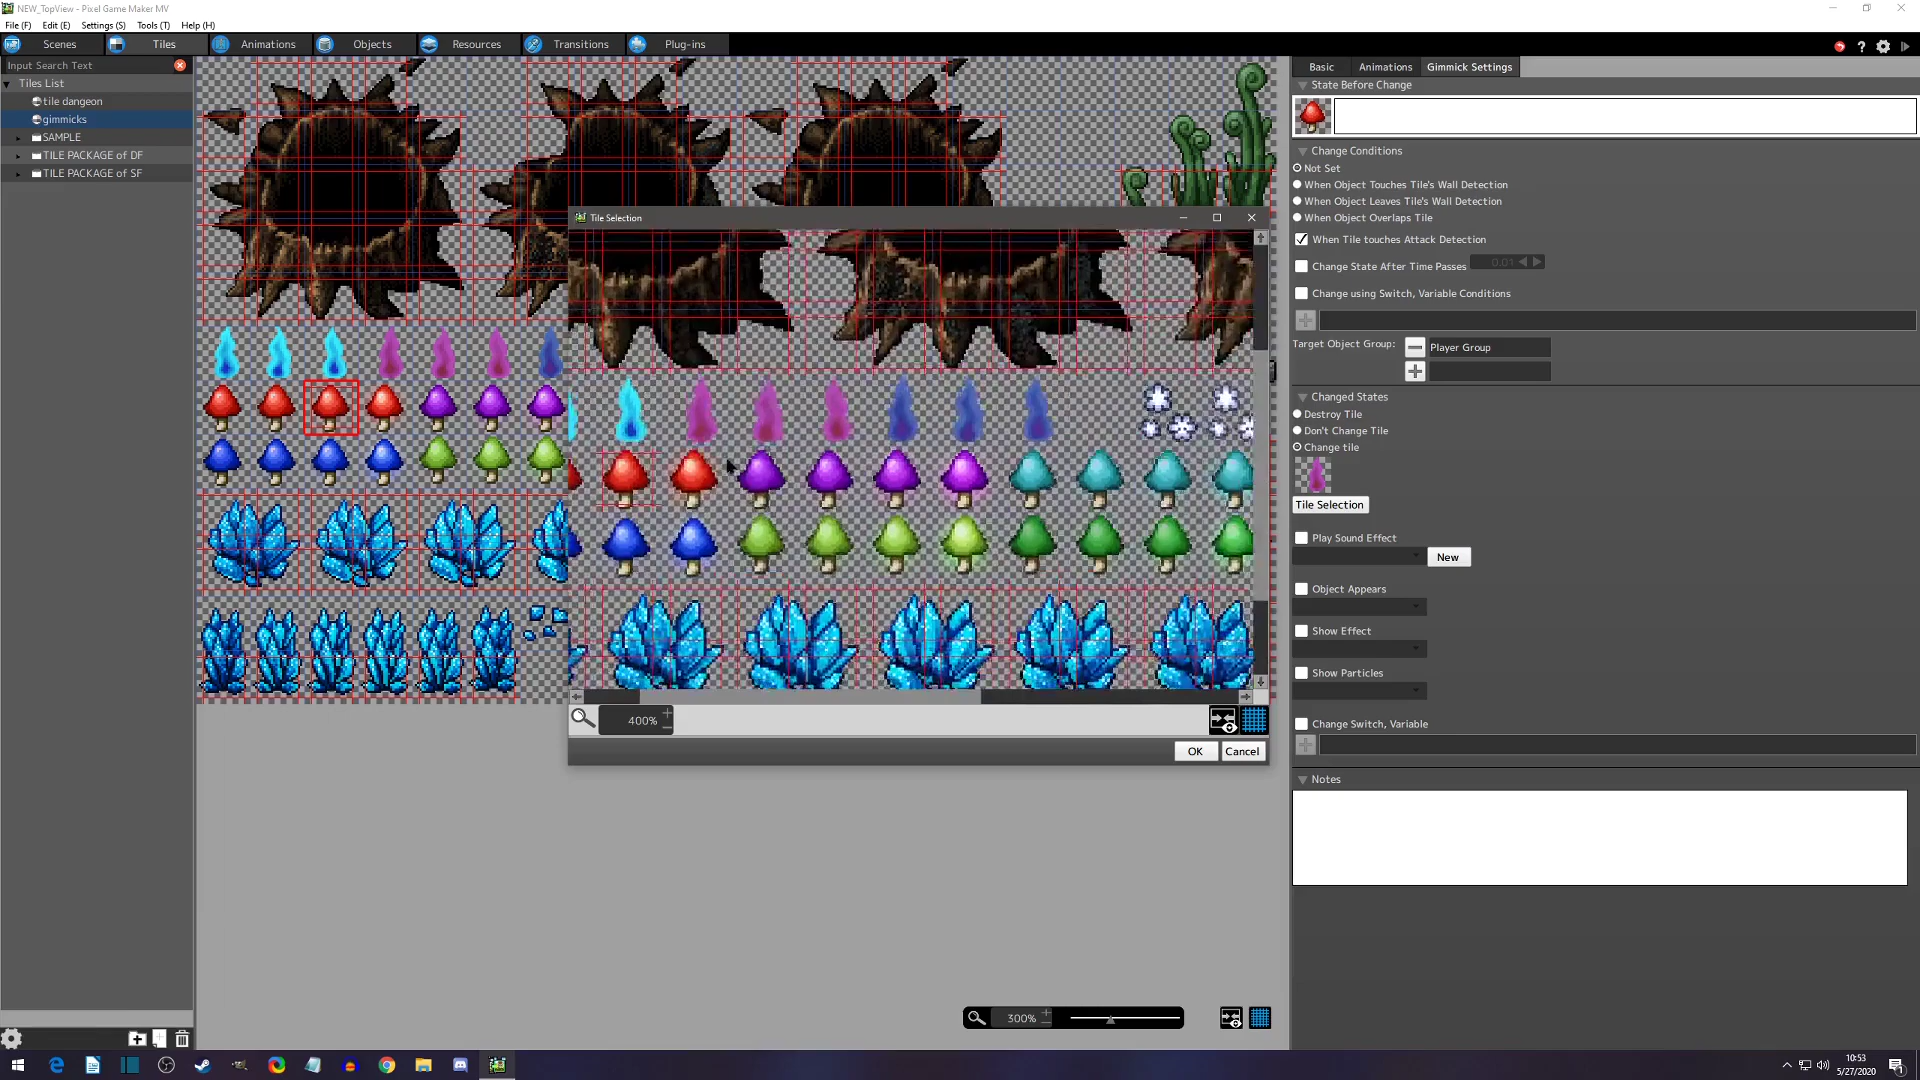 NEW_TopView - Pixel Game Maker MV
File (F) Edit (E) Settings (S) Tools (T) Help (H)
Scenes Tiles Animations Objects Resources Transitions Plug-ins
Input Search Text
Tiles List
tile dangeon
gimmicks
SAMPLE
TILE PACKAGE of DF
TILE PACKAGE of SF
Tile Selection
400%
OK Cancel
300%
Basic Animations Gimmick Settings
State Before Change
Change Conditions
Not Set
When Object Touches Tile's Wall Detection
When Object Leaves Tile's Wall Detection
When Object Overlaps Tile
When Tile touches Attack Detection
Change State After Time Passes 0.01
Change using Switch, Variable Conditions
Target Object Group: Player Group
Changed States
Destroy Tile
Don't Change Tile
Change tile
Tile Selection
Play Sound Effect
New
Object Appears
Show Effect
Show Particles
Change Switch, Variable
Notes
10:53
5/27/2020